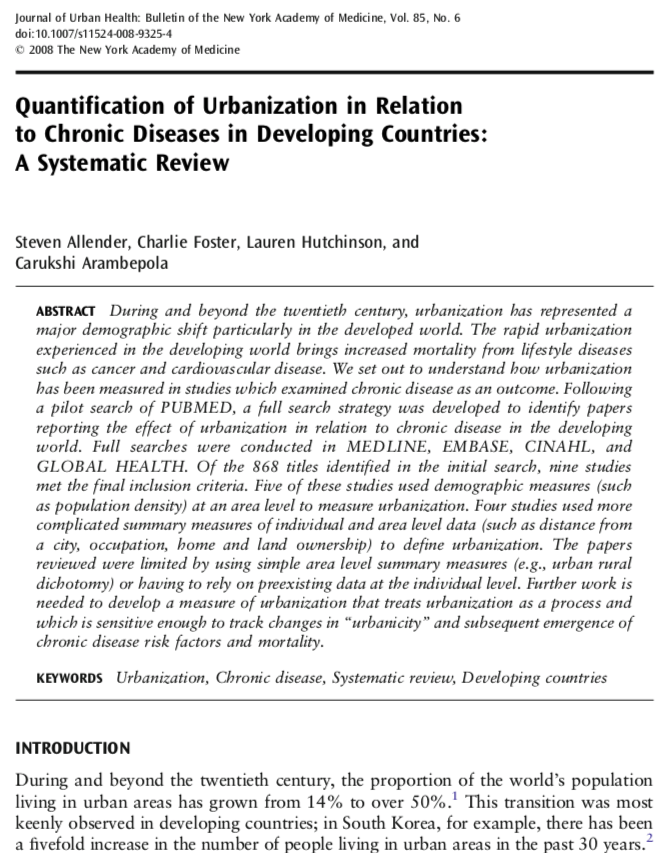 Journal of Urban Health: Bulletin of the New York Academy of Medicine, Vol. 85, No. 6
doi:10.1007/s11524-008-9325-4
© 2008 The New York Academy of Medicine
Quantification of Urbanization in Relation
to Chronic Diseases in Developing Countries:
A Systematic Review
Steven Allender, Charlie Foster, Lauren Hutchinson, and
Carukshi Arambepola
ABSTRACT During and beyond the twentieth century, urbanization has represented a
major demographic shift particularly in the developed world. The rapid urbanization
experienced in the developing world brings increased mortality from lifestyle diseases
such as cancer and cardiovascular disease. We set out to understand how urbanization
has been measured in studies which examined chronic disease as an outcome. Following
a pilot search of PUBMED, a full search strategy was developed to identify papers
reporting the effect of urbanization in relation to chronic disease in the developing
world. Full searches were conducted in MEDLINE, EMBASE, CINAHL, and
GLOBAL HEALTH. Of the 868 titles identified in the initial search, nine studies
met the final inclusion criteria. Five of these studies used demographic measures (such
as population density) at an area level to measure urbanization. Four studies used more
complicated summary measures of individual and area level data (such as distance from
a city, occupation, home and land ownership) to define urbanization. The papers
reviewed were limited by using simple area level summary measures (e.g., urban rural
dichotomy) or having to rely on preexisting data at the individual level. Further work is
needed to develop a measure of urbanization that treats urbanization as a process and
which is sensitive enough to track changes in “urbanicity” and subsequent emergence of
chronic disease risk factors and mortality.
KEYWORDS Urbanization, Chronic disease, Systematic review, Developing countries
INTRODUCTION
During and beyond the twentieth century, the proportion of the world’s population
living in urban areas has grown from 14% to over 50%.1 This transition was most
keenly observed in developing countries; in South Korea, for example, there has been
a fivefold increase in the number of people living in urban areas in the past 30 years.2